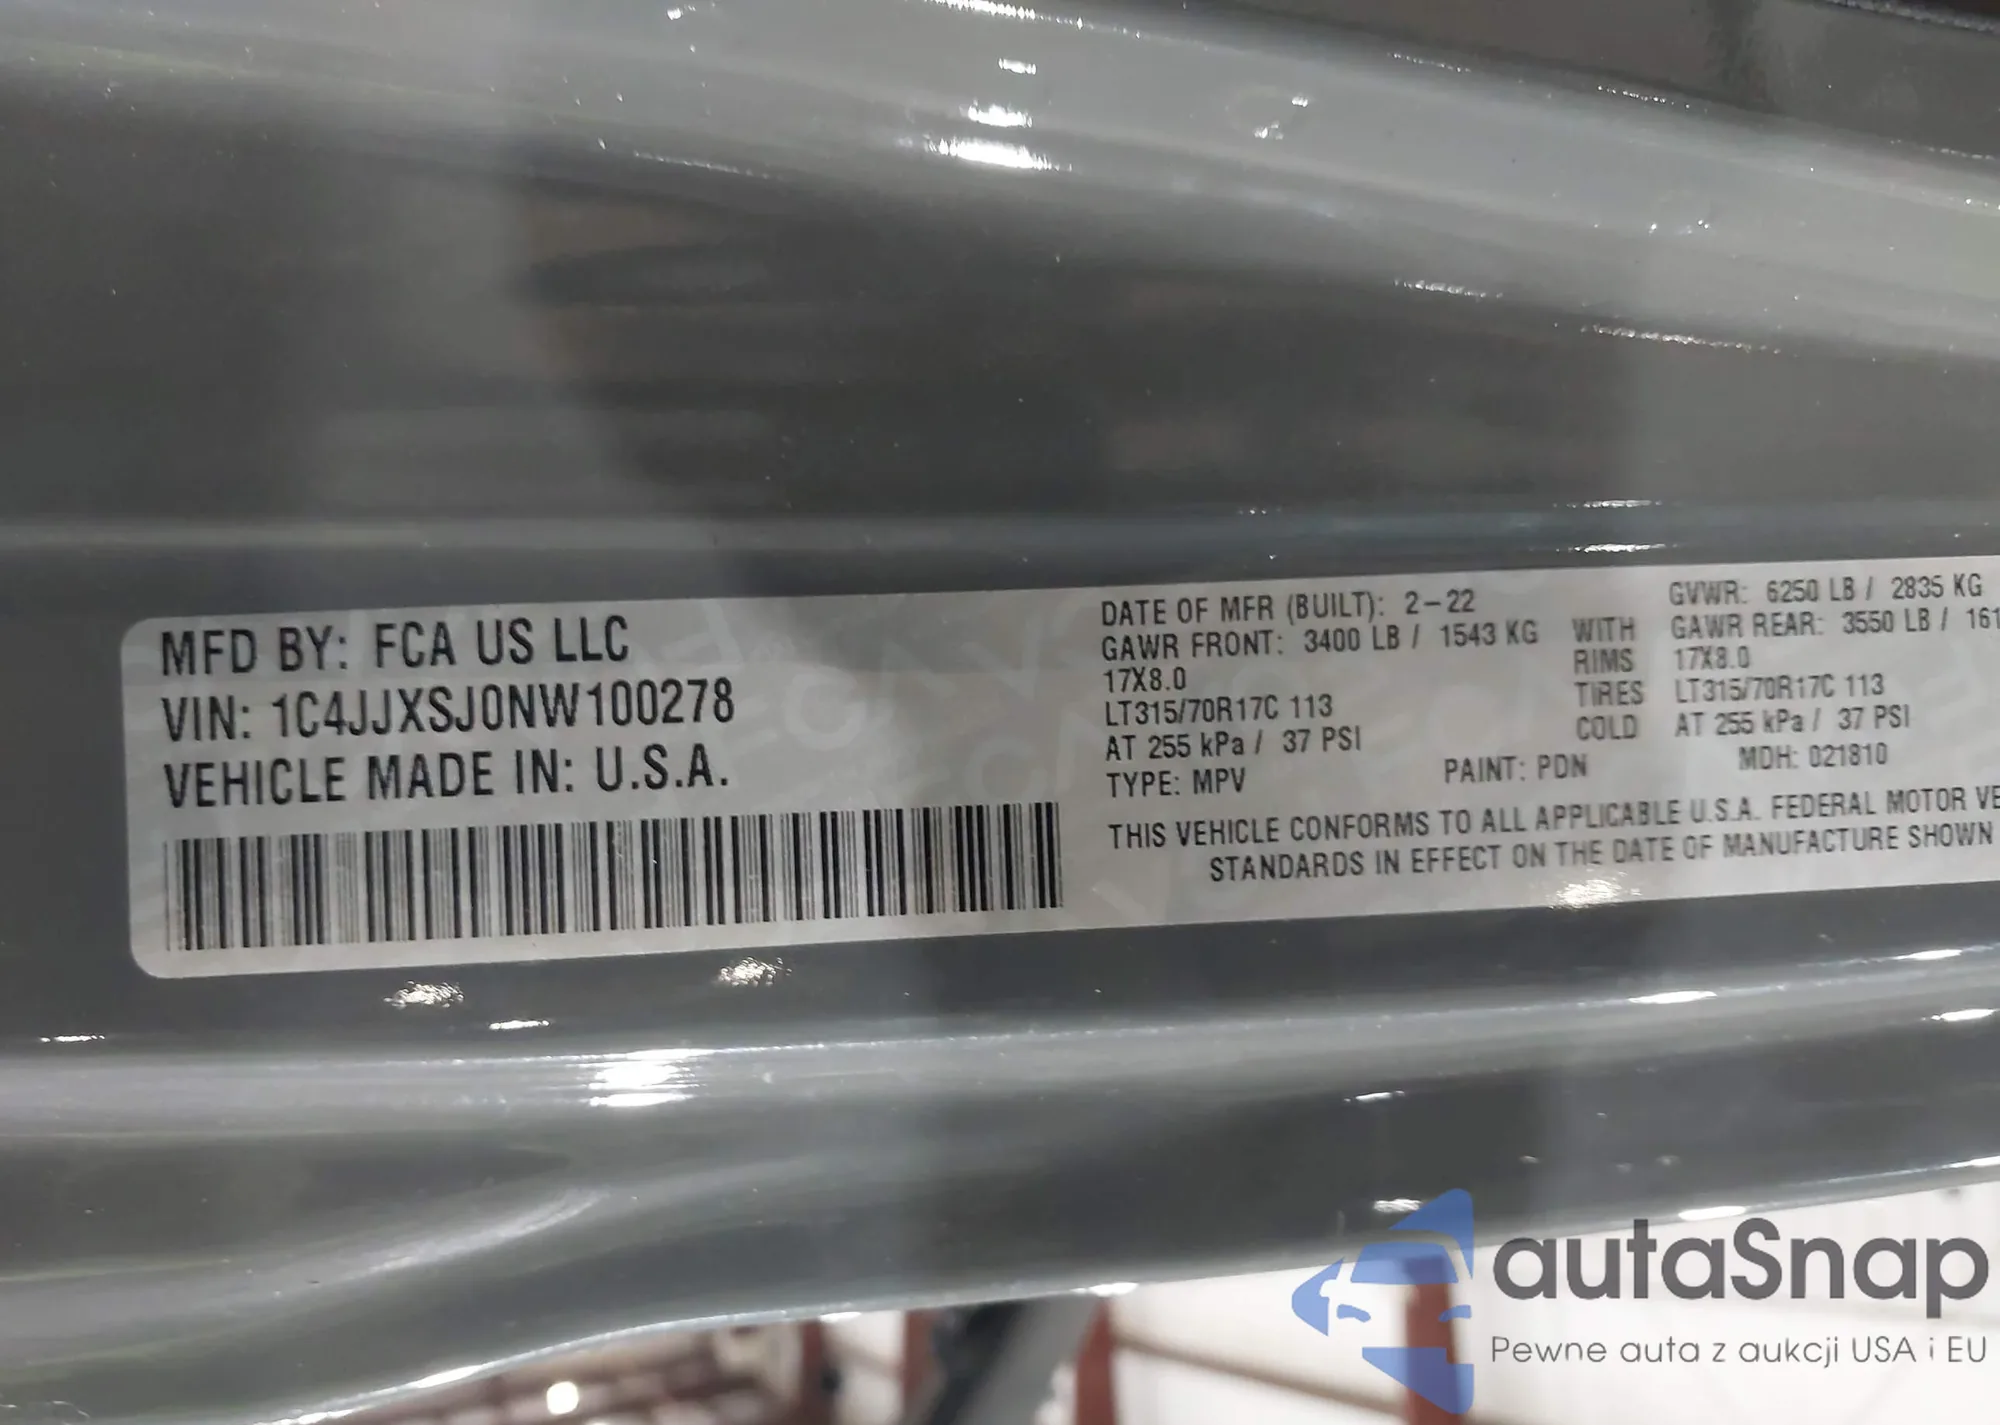 MFD BY: FCA US LLC
VIN: 1C4JJXSJ0NW100278
VEHICLE MADE IN: U.S.A.
DATE OF MFR (BUILT): 2-22
GVWR: 6250 LB / 2835 KG
GAWR FRONT: 3400 LB / 1543 KG WITH GAWR REAR: 3550 LB / 161
17X8.0 RIMS 17X8.0
LT315/70R17C 113 TIRES LT315/70R17C 113
AT 255 kPa / 37 PSI COLD AT 255 kPa / 37 PSI
TYPE: MPV PAINT: PDN MDH: 021810
THIS VEHICLE CONFORMS TO ALL APPLICABLE U.S.A. FEDERAL MOTOR VE
STANDARDS IN EFFECT ON THE DATE OF MANUFACTURE SHOWN
autaSnap
Pewne auta z aukcji USA i EU